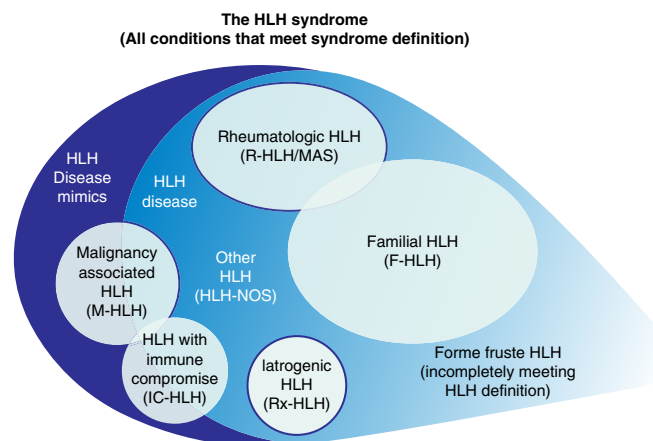 The HLH syndrome
(All conditions that meet syndrome definition)
Rheumatologic HLH
(R-HLH/MAS)
HLH
Disease
mimics
HLH
disease
Familial HLH
(F-HLH)
Malignancy
associated
HLH
(M-HLH)
Other
HLH
(HLH-NOS)
HLH with
immune
compromise
(IC-HLH)
Iatrogenic
HLH
(Rx-HLH)
Forme fruste HLH
(incompletely meeting
HLH definition)